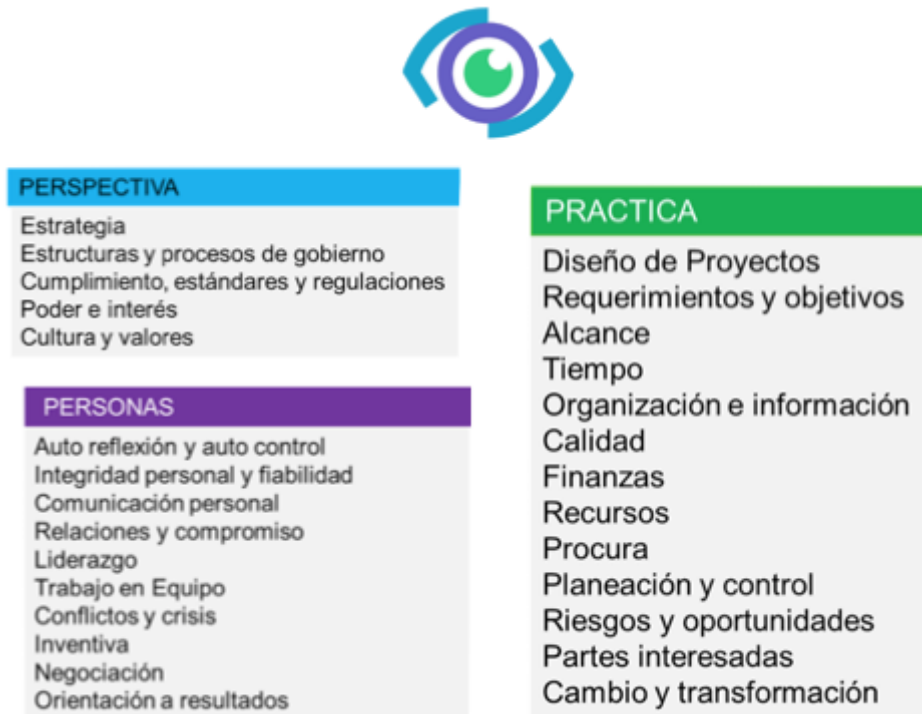 PERSPECTIVA
Estrategia
Estructuras y procesos de gobierno
Cumplimiento, estándares y regulaciones
Poder e interés
Cultura y valores
PERSONAS
Auto reflexión y auto control
Integridad personal y fiabilidad
Comunicación personal
Relaciones y compromiso
Liderazgo
Trabajo en Equipo
Conflictos y crisis
Inventiva
Negociación
Orientación a resultados
PRACTICA
Diseño de Proyectos
Requerimientos y objetivos
Alcance
Tiempo
Organización e información
Calidad
Finanzas
Recursos
Procura
Planeación y control
Riesgos y oportunidades
Partes interesadas
Cambio y transformación